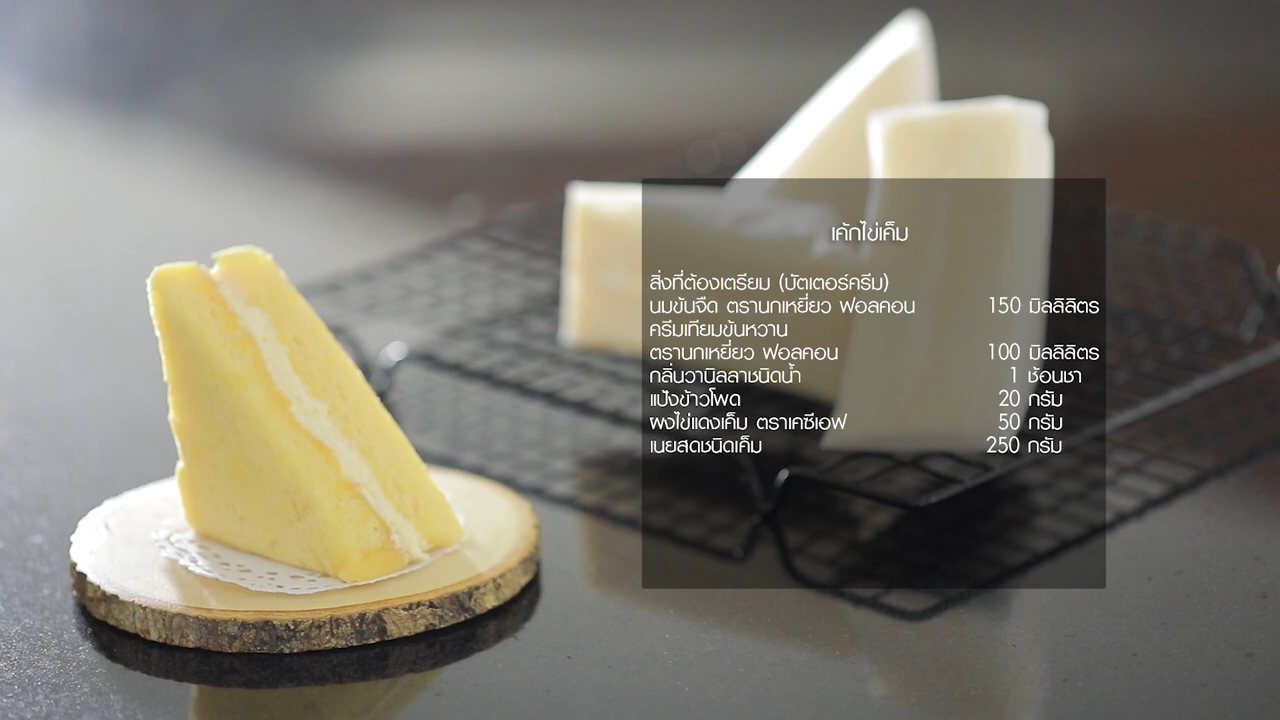 เค้กไข่เค็ม
สิ่งที่ต้องเตรียม (บัตเตอร์ครีม)
นมข้นจืด ตรานกเหยี่ยว ฟอลคอน 150 มิลลิลิตร
ครีมเทียมข้นหวาน
ตรานกเหยี่ยว ฟอลคอน 100 มิลลิลิตร
กลิ่นวานิลลาชนิดน้ำ 1 ช้อนชา
แป้งข้าวโพด 20 กรัม
ผงไข่แดงเค็ม ตราเคซีเอฟ 50 กรัม
เนยสดชนิดเค็ม 250 กรัม